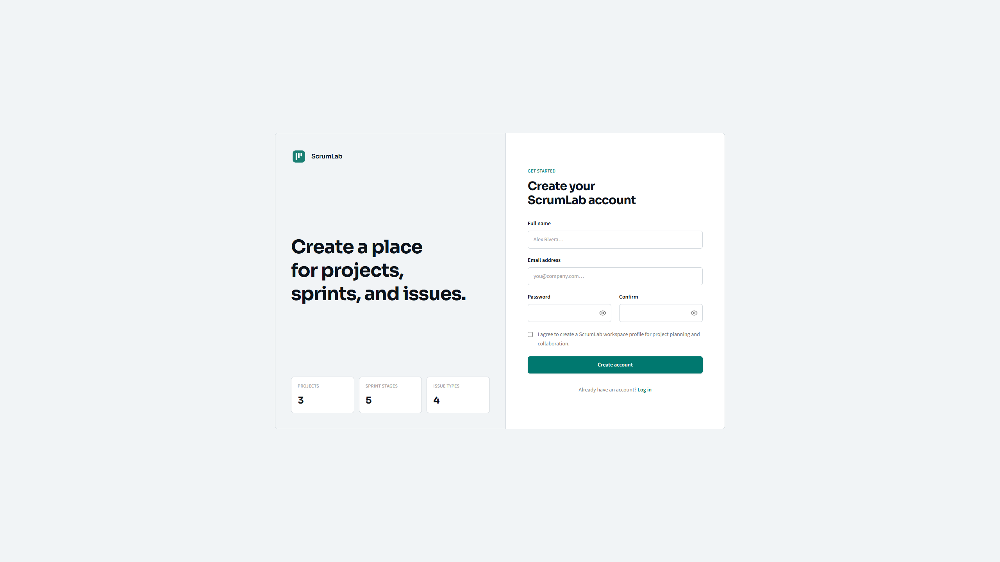 ScrumLab
Create a place
for projects,
sprints, and issues.
PROJECTS
3
SPRINT STAGES
5
ISSUE TYPES
4
GET STARTED
Create your
ScrumLab account
Full name
Alex Rivera…
Email address
you@company.com…
Password
Confirm
I agree to create a ScrumLab workspace profile for project planning and
collaboration.
Create account
Already have an account? Log in